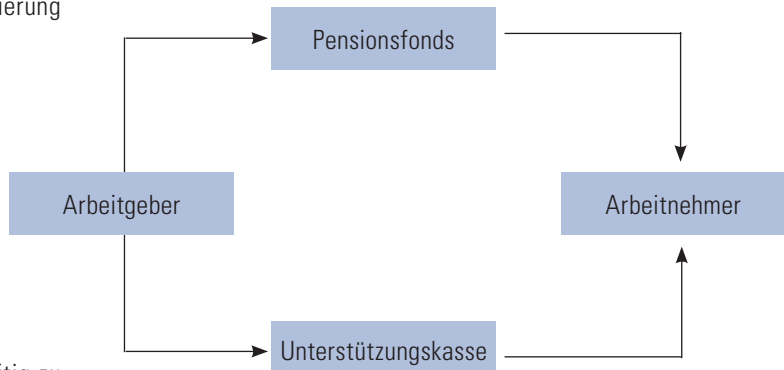 Pensionsfonds
Arbeitgeber
Arbeitnehmer
Unterstützungskasse